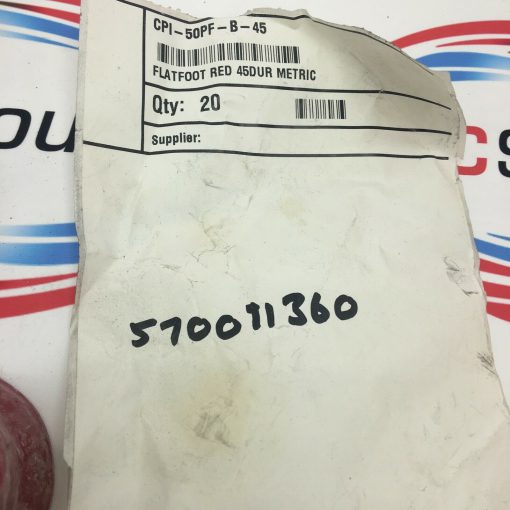 CPI-50PF-B-45
FLATFOOT RED 45DUR METRIC
Qty: 20
Supplier:
570011360